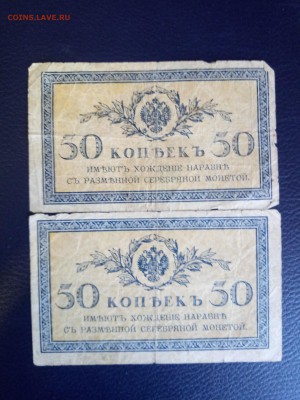 COINS.LAVE.RU
50 КОПѢЕКЪ 50
ИМѢЮТЪ ХОЖДЕНІЕ НАРАВНѢ
СЪ РАЗМѢННОЙ СЕРЕБРЯНОЙ МОНЕТОЙ.
50 КОПѢЕКЪ 50
ИМѢЮТЪ ХОЖДЕНІЕ НАРАВНѢ
СЪ РАЗМѢННОЙ СЕРЕБРЯНОЙ МОНЕТОЙ.